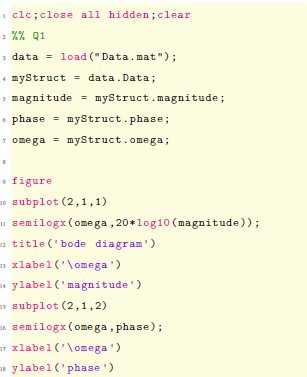 1 clc;close all hidden;clear
2 %% Q1
3 data = load("Data.mat");
4 myStruct = data.Data;
5 magnitude = myStruct.magnitude;
6 phase = myStruct.phase;
7 omega = myStruct.omega;
8
9 figure
10 subplot(2,1,1)
11 semilogx(omega,20*log10(magnitude));
12 title('bode diagram')
13 xlabel('\omega')
14 ylabel('magnitude')
15 subplot(2,1,2)
16 semilogx(omega,phase);
17 xlabel('\omega')
18 ylabel('phase')